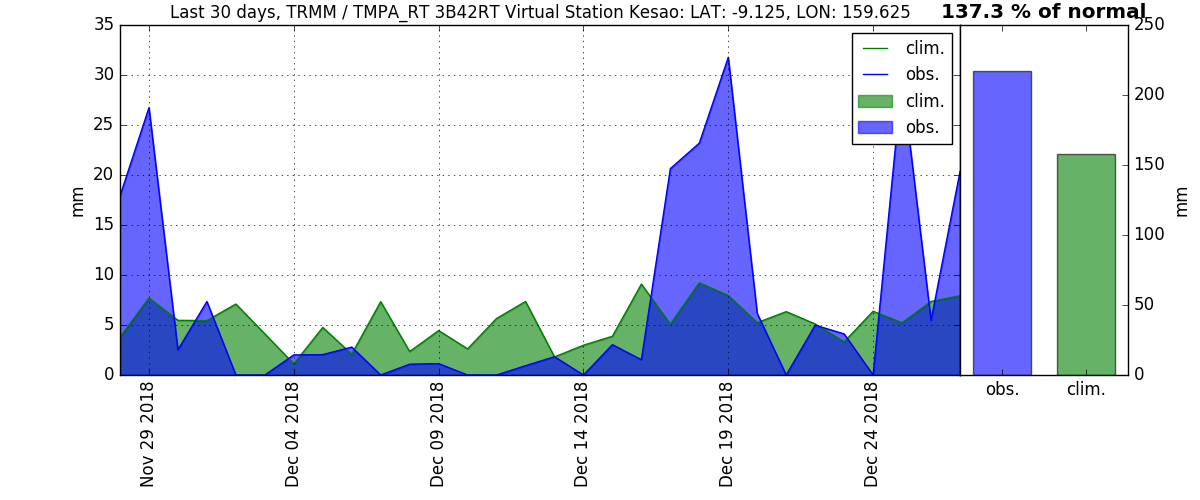 Last 30 days, TRMM / TMPA_RT 3B42RT Virtual Station Kesao: LAT: -9.125, LON: 159.625
137.3 % of normal
35
30
25
20
15
10
5
0
mm
clim.
obs.
clim.
obs.
Nov 29 2018
Dec 04 2018
Dec 09 2018
Dec 14 2018
Dec 19 2018
Dec 24 2018
250
200
150
100
50
0
mm
obs.
clim.